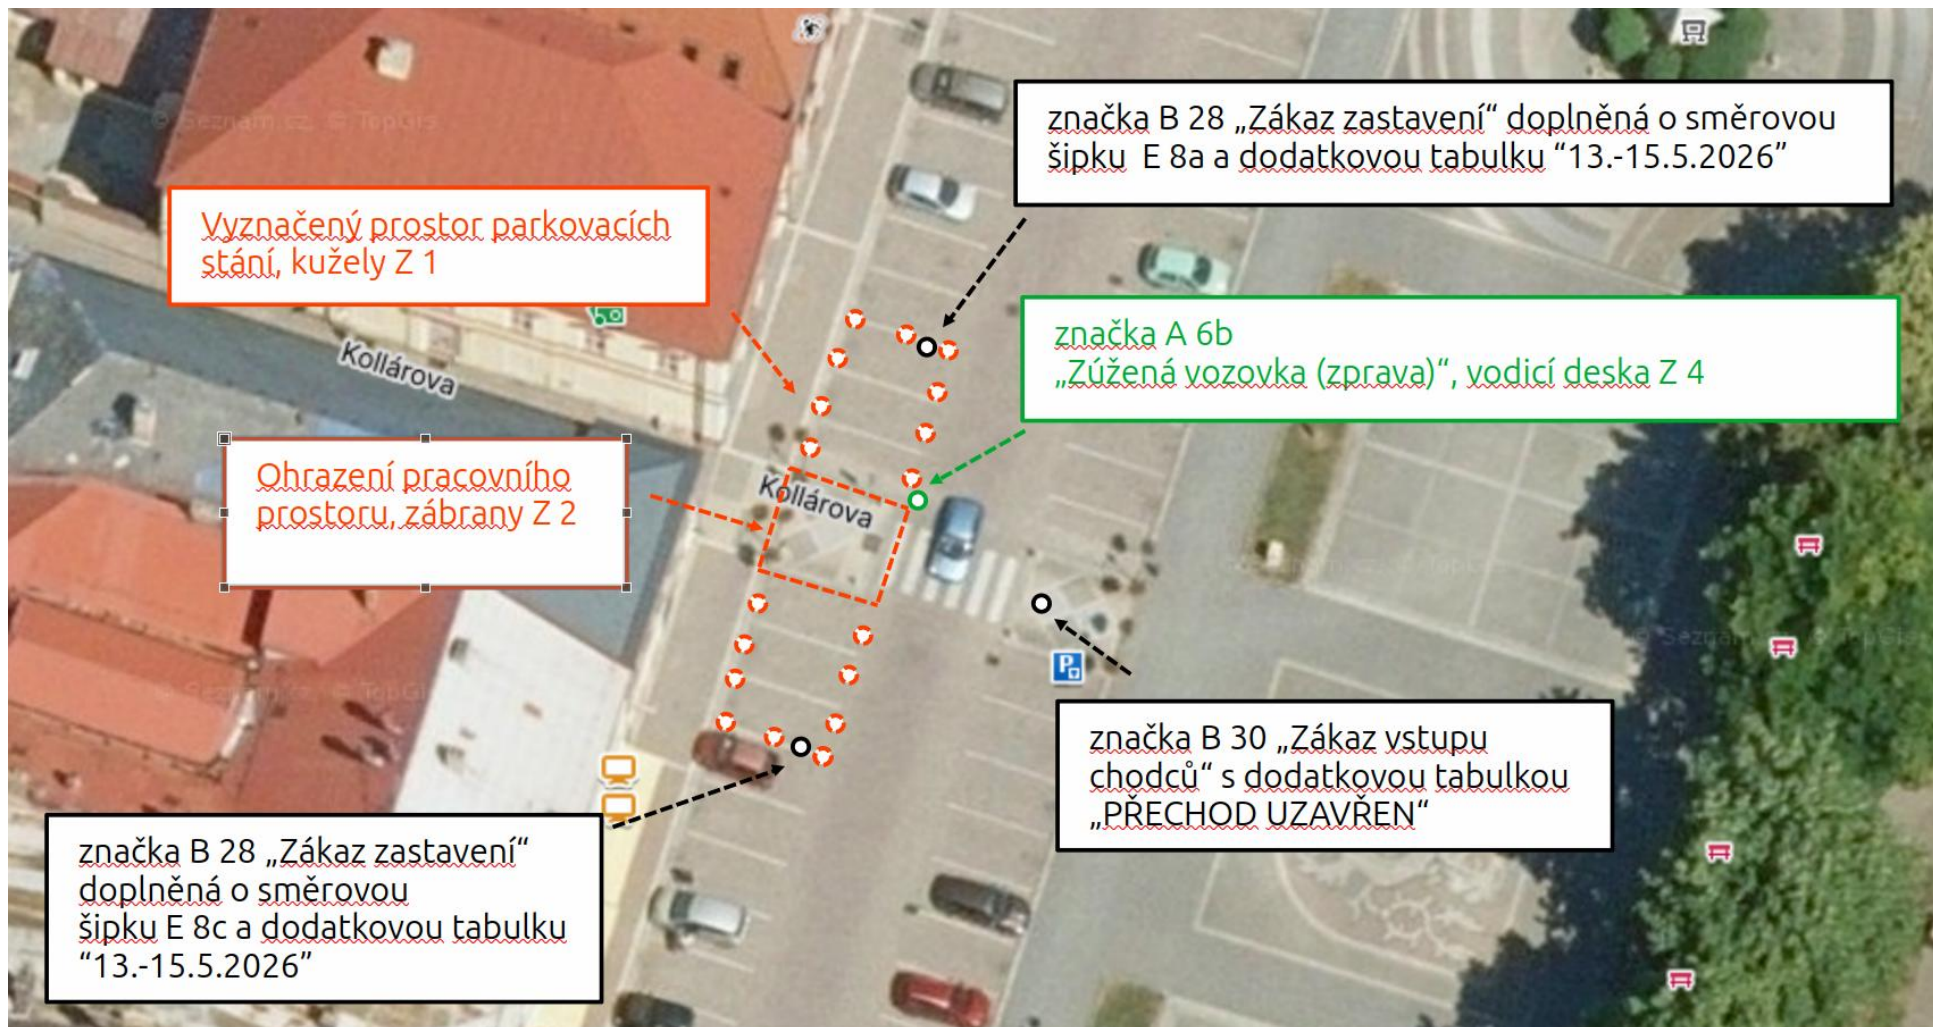 © Seznam.cz, © TopGis
značka B 28 „Zákaz zastavení“ doplněná o směrovou
šipku E 8a a dodatkovou tabulku “13.-15.5.2026”
Vyznačený prostor parkovacích
stání, kužely Z 1
značka A 6b
„Zúžená vozovka (zprava)“, vodicí deska Z 4
Kollárova
Ohrazení pracovního
prostoru, zábrany Z 2
Kollárova
P
značka B 30 „Zákaz vstupu
chodců“ s dodatkovou tabulkou
„PŘECHOD UZAVŘEN“
značka B 28 „Zákaz zastavení“
doplněná o směrovou
šipku E 8c a dodatkovou tabulku
“13.-15.5.2026”